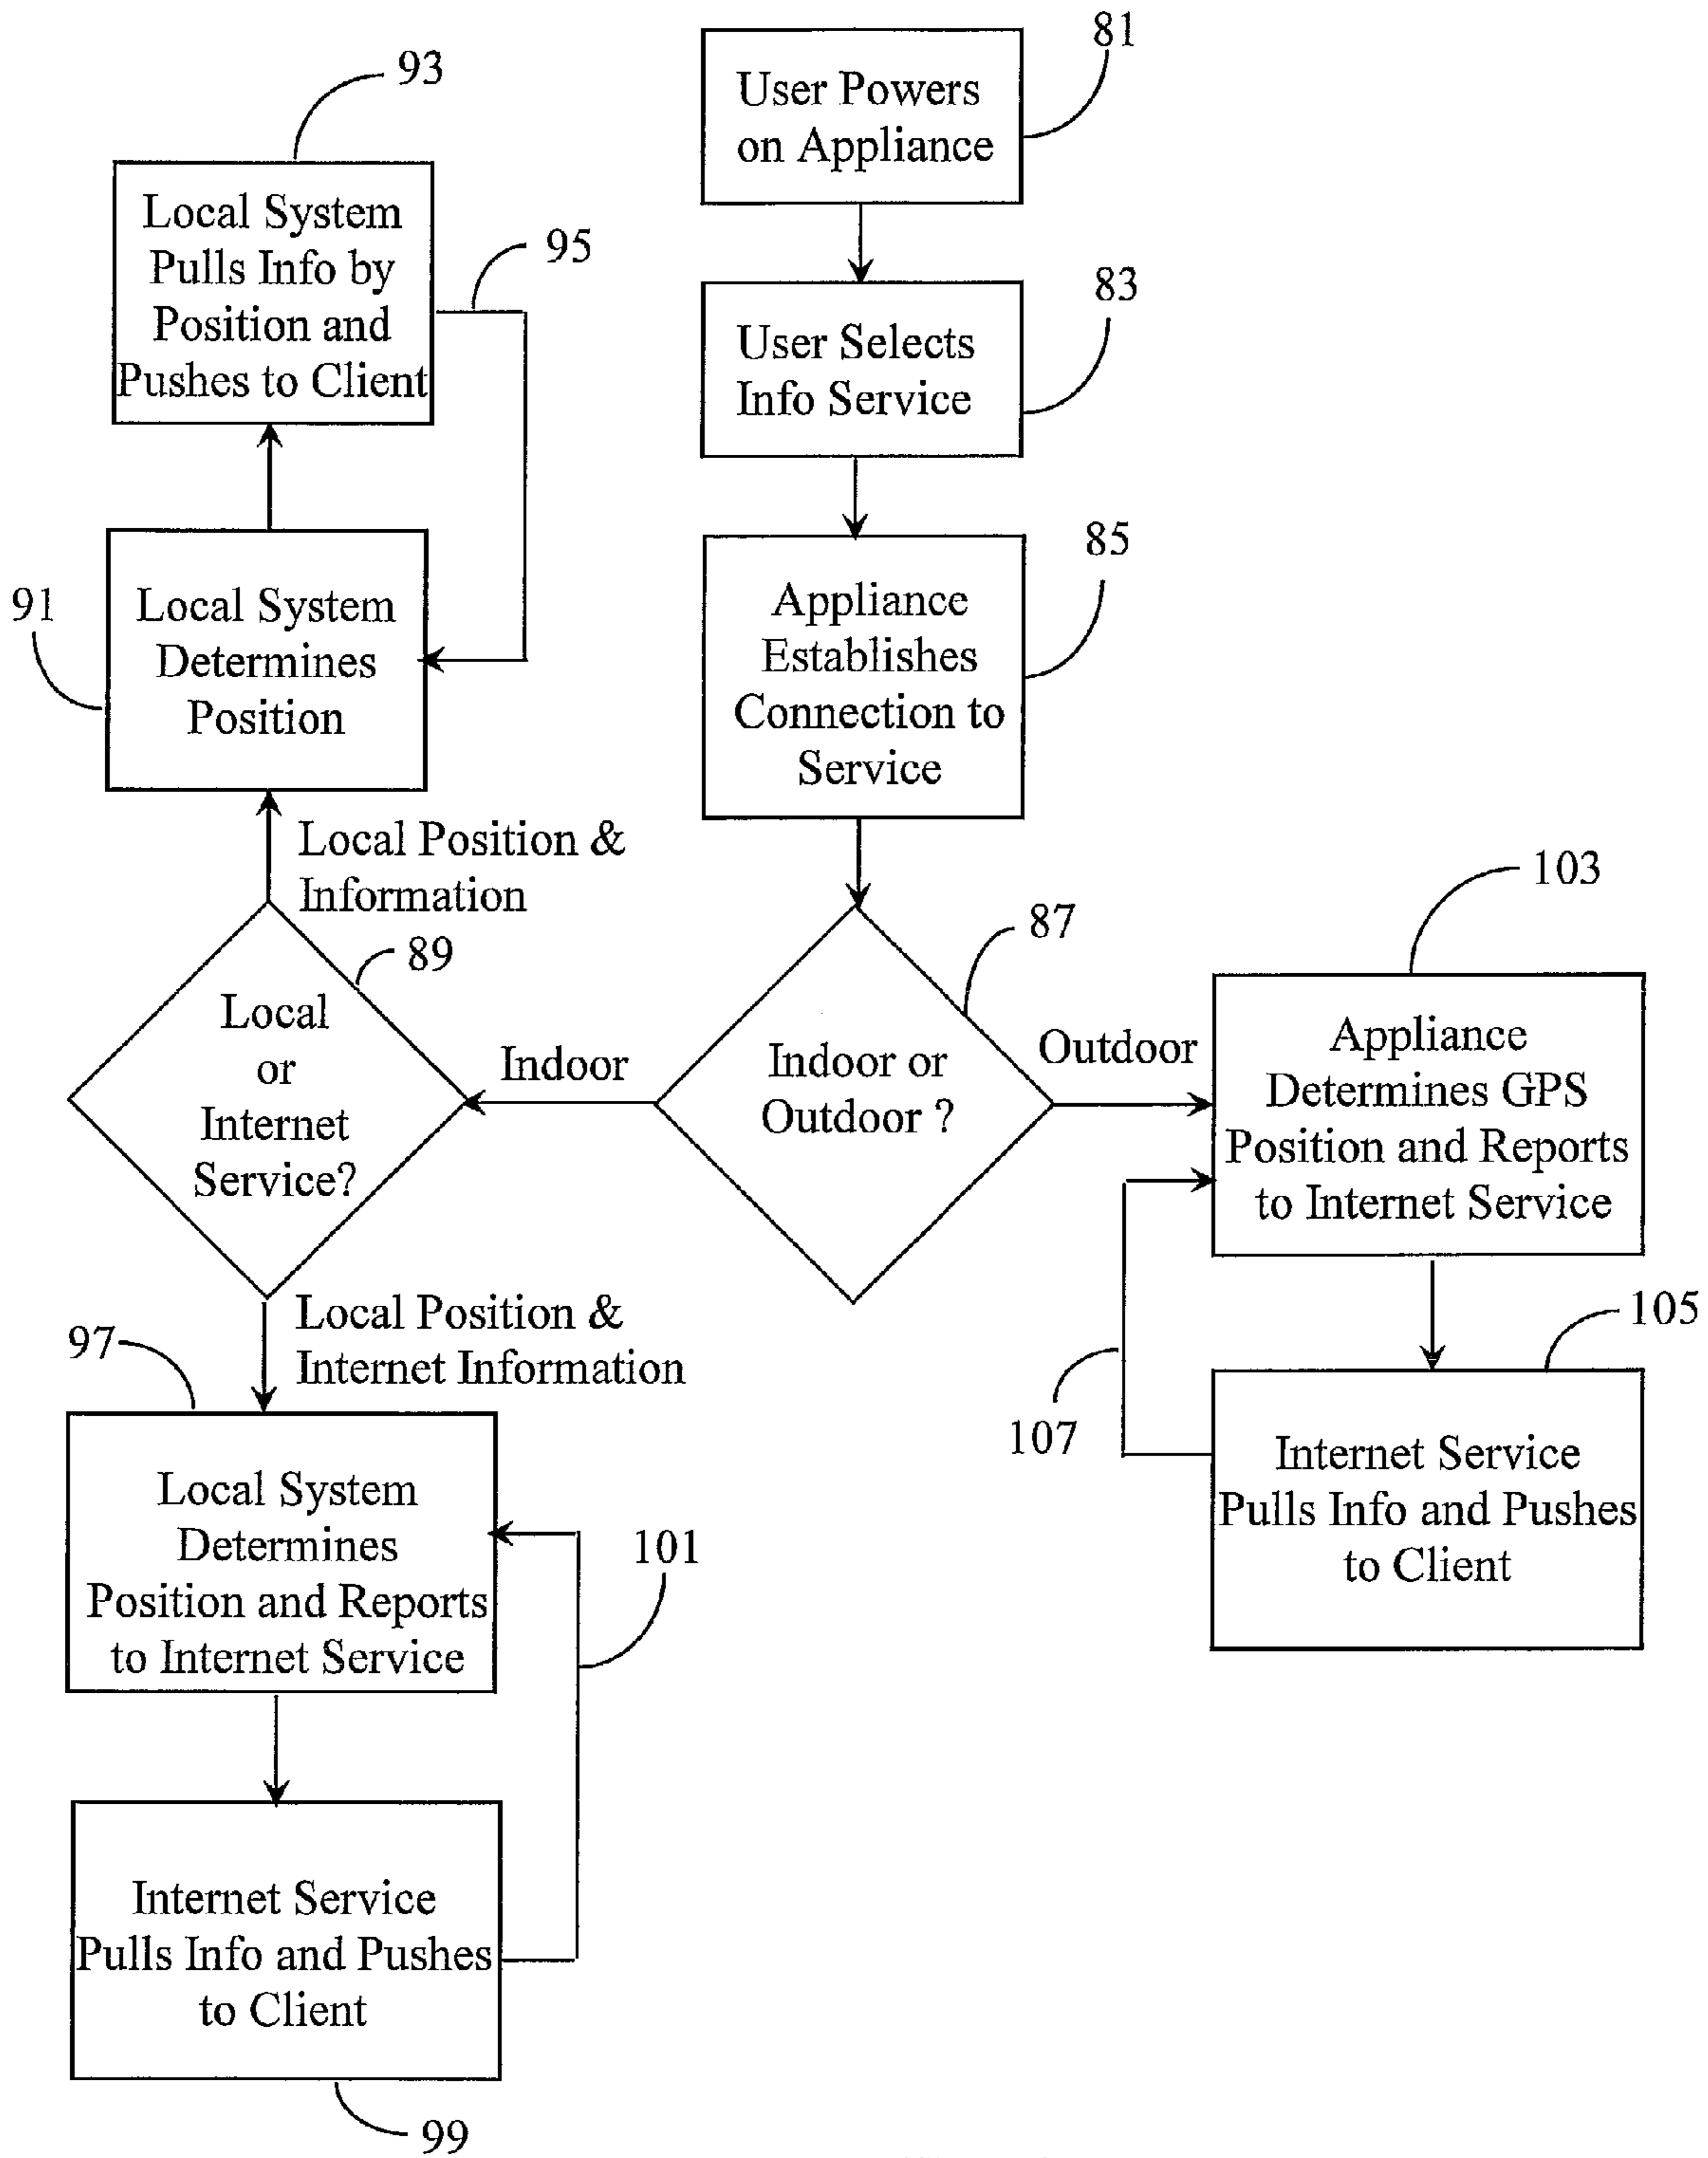 81
User Powers
on Appliance
83
User Selects
Info Service
85
Appliance
Establishes
Connection to
Service
87
Indoor or
Outdoor ?
Indoor
Outdoor
89
Local
or
Internet
Service?
Local Position &
Information
91
Local System
Determines
Position
93
Local System
Pulls Info by
Position and
Pushes to Client
95
Local Position &
Internet Information
97
Local System
Determines
Position and Reports
to Internet Service
99
Internet Service
Pulls Info and Pushes
to Client
101
103
Appliance
Determines GPS
Position and Reports
to Internet Service
105
Internet Service
Pulls Info and Pushes
to Client
107